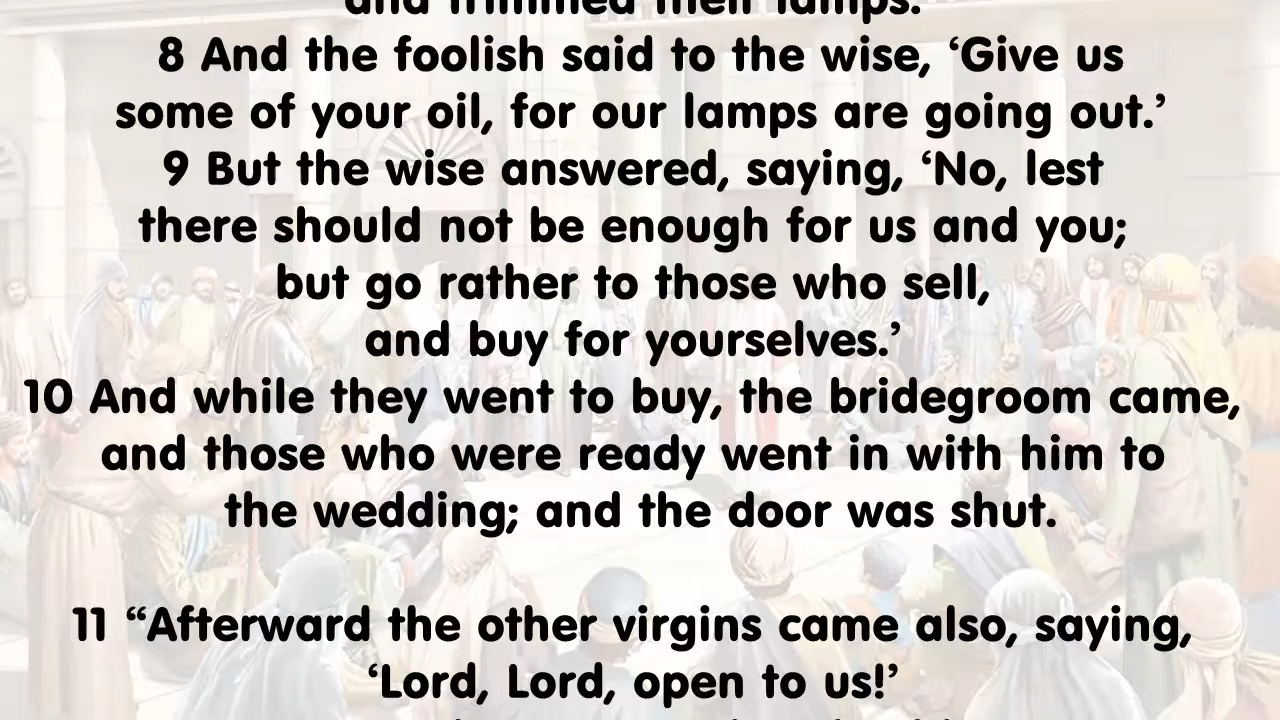 and trimmed their lamps.
8 And the foolish said to the wise, ‘Give us
some of your oil, for our lamps are going out.’
9 But the wise answered, saying, ‘No, lest
there should not be enough for us and you;
but go rather to those who sell,
and buy for yourselves.’
10 And while they went to buy, the bridegroom came,
and those who were ready went in with him to
the wedding; and the door was shut.
11 “Afterward the other virgins came also, saying,
‘Lord, Lord, open to us!’